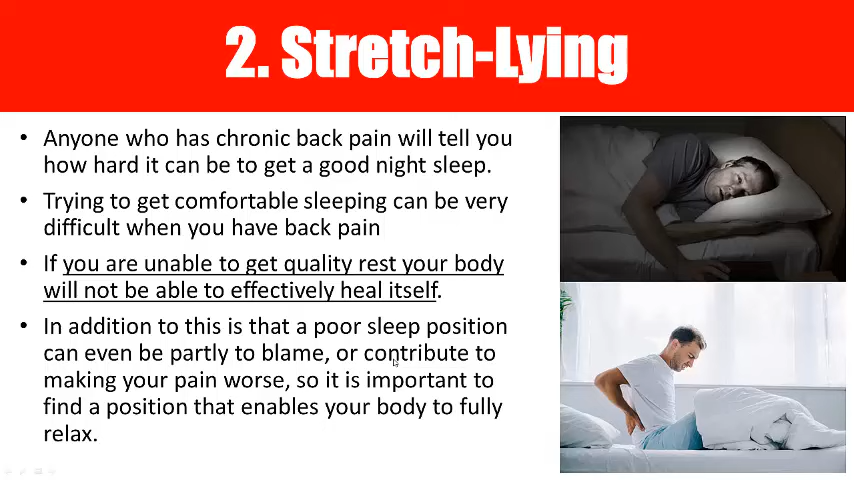 2. Stretch-Lying
• Anyone who has chronic back pain will tell you
how hard it can be to get a good night sleep.
• Trying to get comfortable sleeping can be very
difficult when you have back pain
• If you are unable to get quality rest your body
will not be able to effectively heal itself.
• In addition to this is that a poor sleep position
can even be partly to blame, or contribute to
making your pain worse, so it is important to
find a position that enables your body to fully
relax.